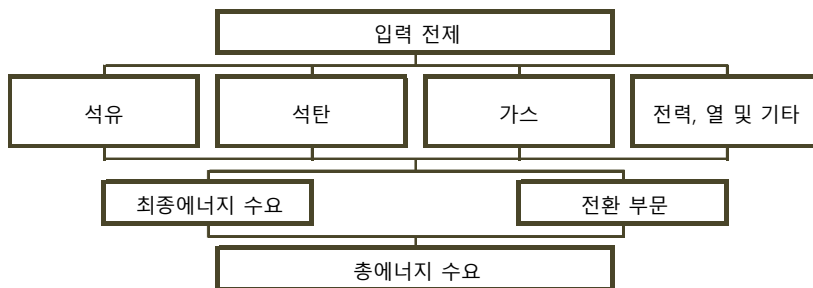 입력 전제
석유
석탄
가스
전력, 열 및 기타
최종에너지 수요
전환 부문
총에너지 수요